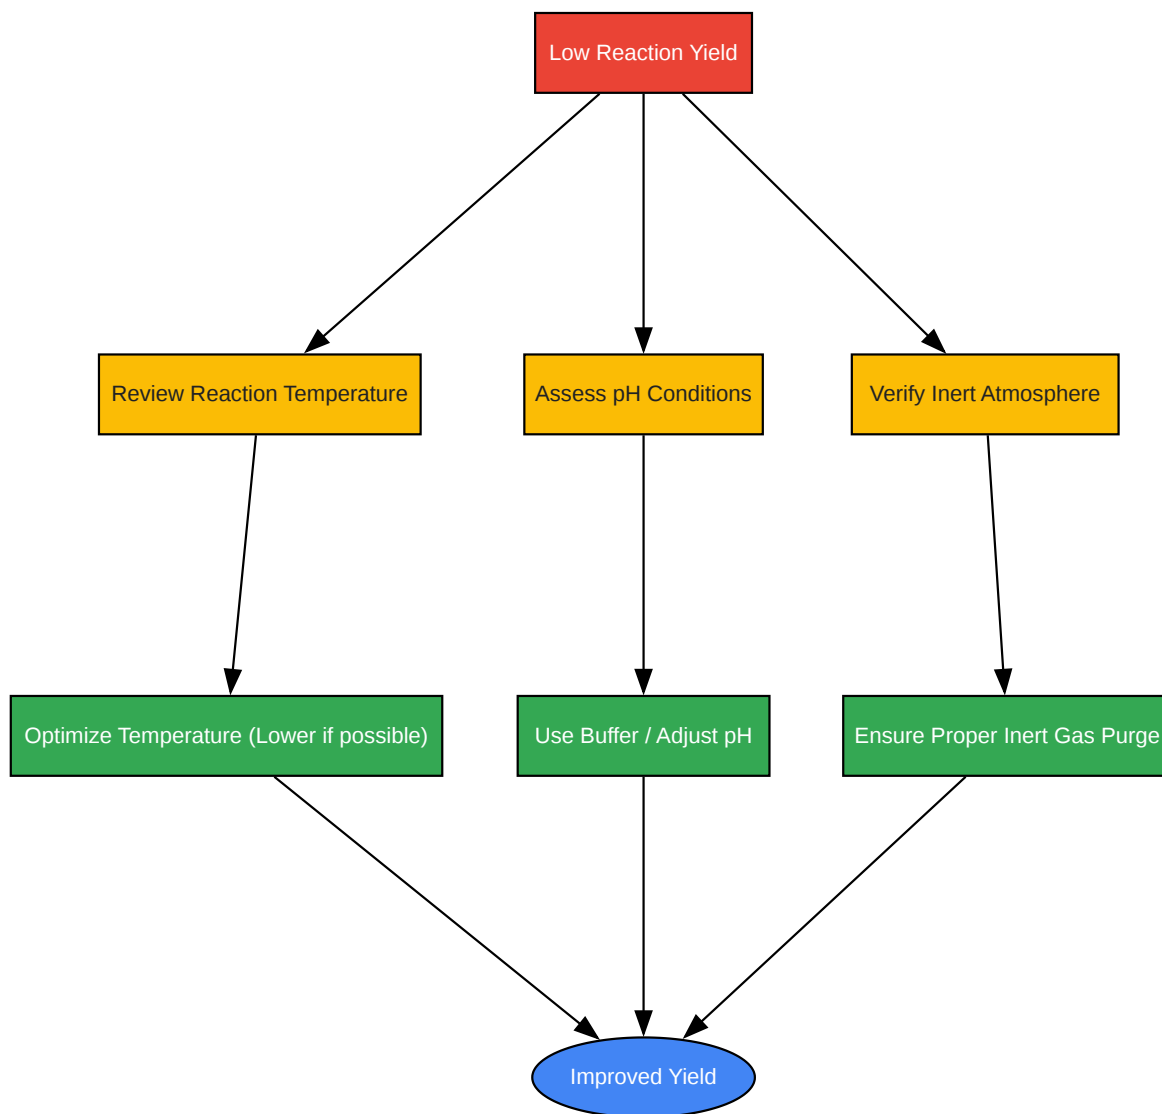 Low Reaction Yield
Review Reaction Temperature
Assess pH Conditions
Verify Inert Atmosphere
Optimize Temperature (Lower if possible)
Use Buffer / Adjust pH
Ensure Proper Inert Gas Purge
Improved Yield